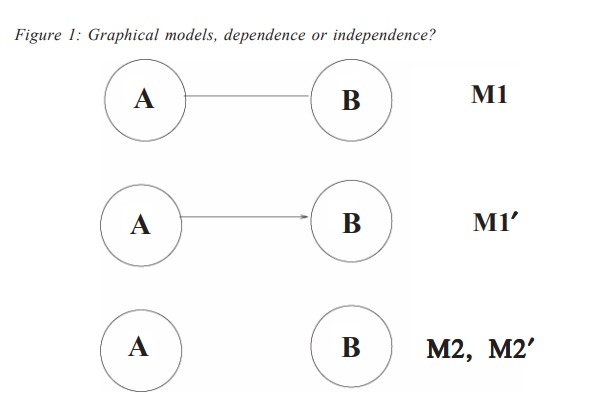 Figure 1: Graphical models, dependence or independence?
A B M1
A B M1′
A B M2, M2′